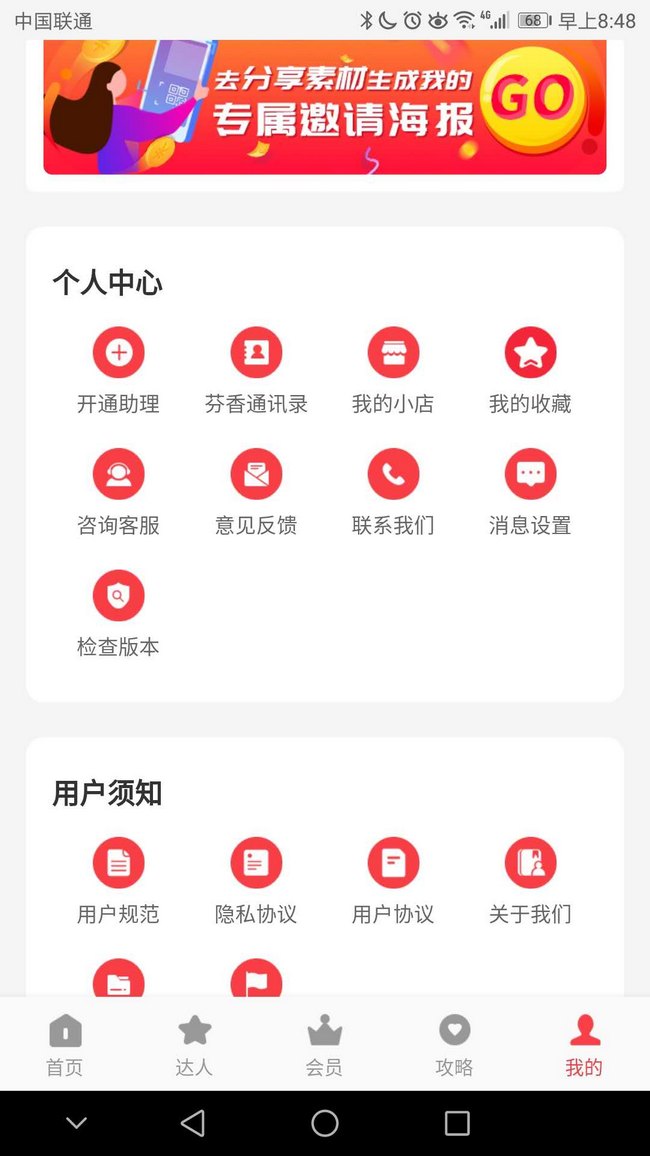 中国联通 4G 68 早上8:48
去分享素材生成我的
专属邀请海报
GO
个人中心
开通助理 芬香通讯录 我的小店 我的收藏
咨询客服 意见反馈 联系我们 消息设置
检查版本
用户须知
用户规范 隐私协议 用户协议 关于我们
首页 达人 会员 攻略 我的